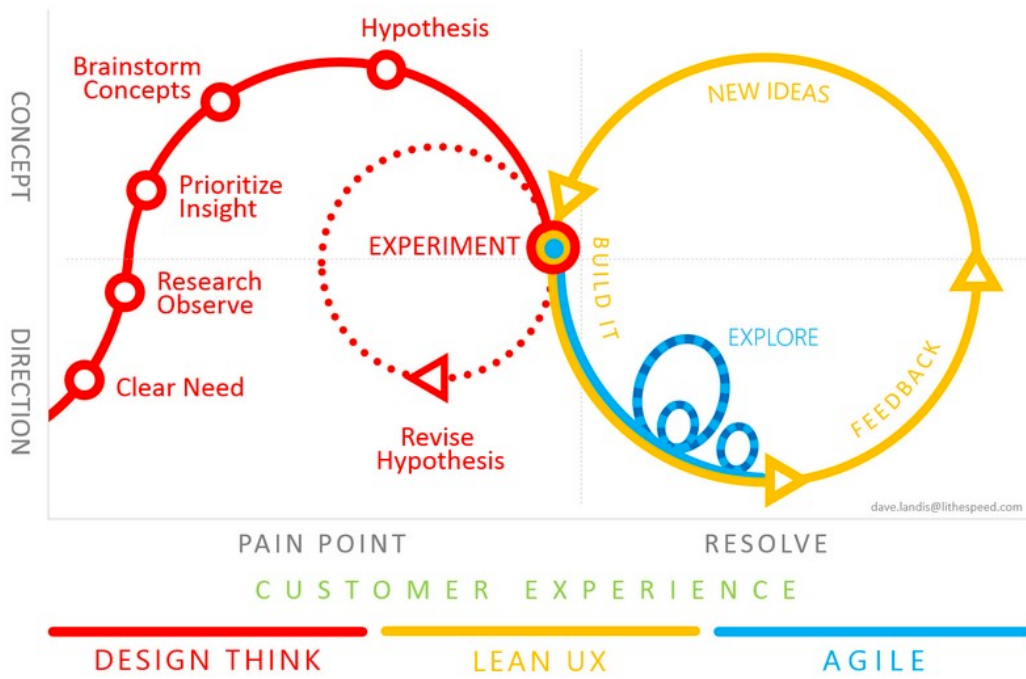 Hypothesis
Brainstorm
Concepts
Prioritize
Insight
Research
Observe
Clear Need
EXPERIMENT
Revise
Hypothesis
NEW IDEAS
BUILD IT
EXPLORE
FEEDBACK
CONCEPT
DIRECTION
dave.landis@lithespeed.com
PAIN POINT
RESOLVE
CUSTOMER EXPERIENCE
DESIGN THINK
LEAN UX
AGILE